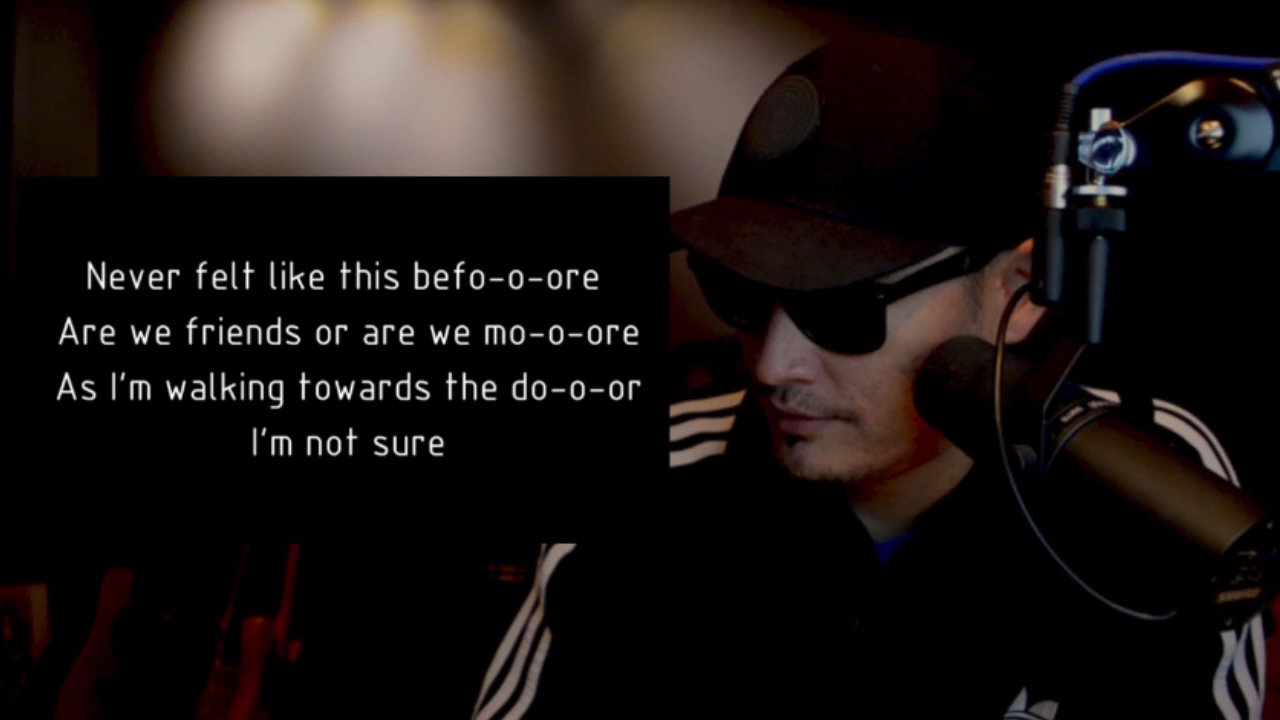 Never felt like this befo-o-ore
Are we friends or are we mo-o-ore
As I'm walking towards the do-o-or
I'm not sure